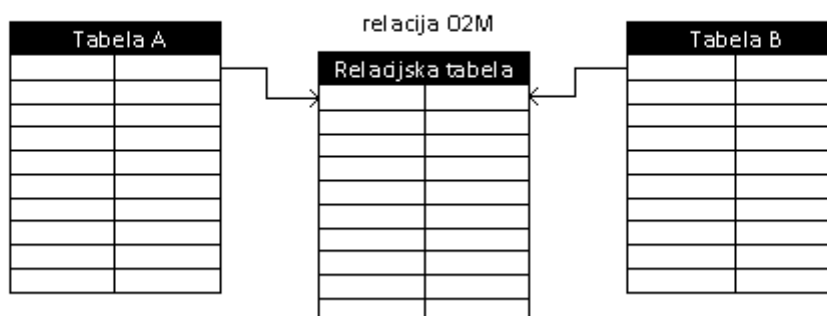 relacija O2M
Tabela A
Relacijska tabela
Tabela B